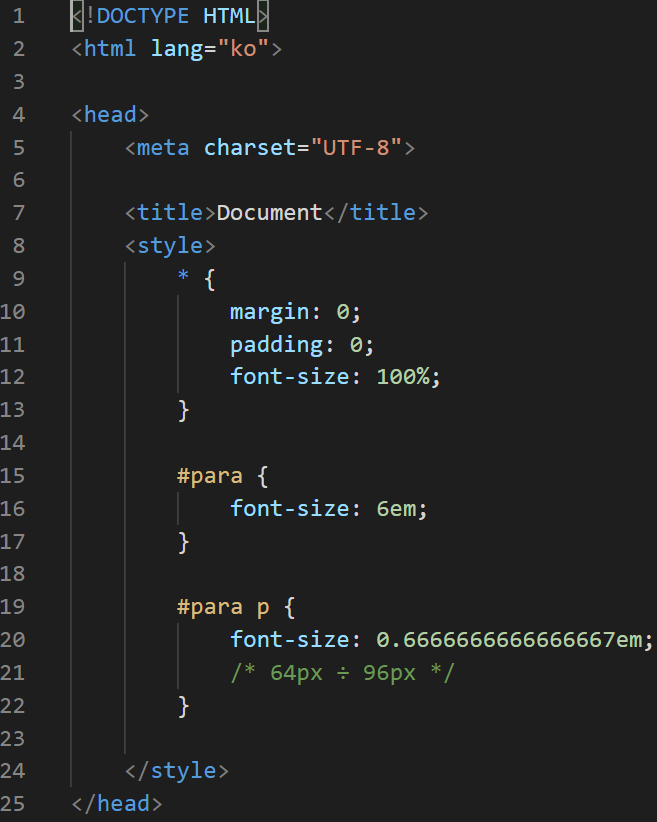 1 <!DOCTYPE HTML>
2 <html lang="ko">
3
4 <head>
5     <meta charset="UTF-8">
6
7     <title>Document</title>
8     <style>
9         * {
10             margin: 0;
11             padding: 0;
12             font-size: 100%;
13         }
14
15         #para {
16             font-size: 6em;
17         }
18
19         #para p {
20             font-size: 0.6666666666666667em;
21             /* 64px ÷ 96px */
22         }
23
24     </style>
25 </head>